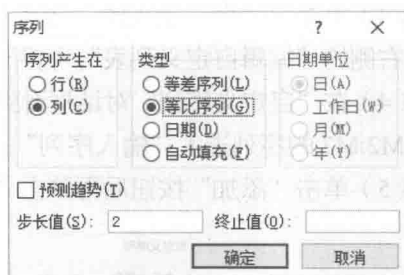 序列 ? ×
序列产生在 类型 日期单位
○行(R) ○等差序列(L) ○日(A)
◉列(C) ◉等比序列(G) ○工作日(W)
○日期(D) ○月(M)
○自动填充(F) ○年(Y)
□预测趋势(T)
步长值(S): 2 终止值(O):
确定 取消